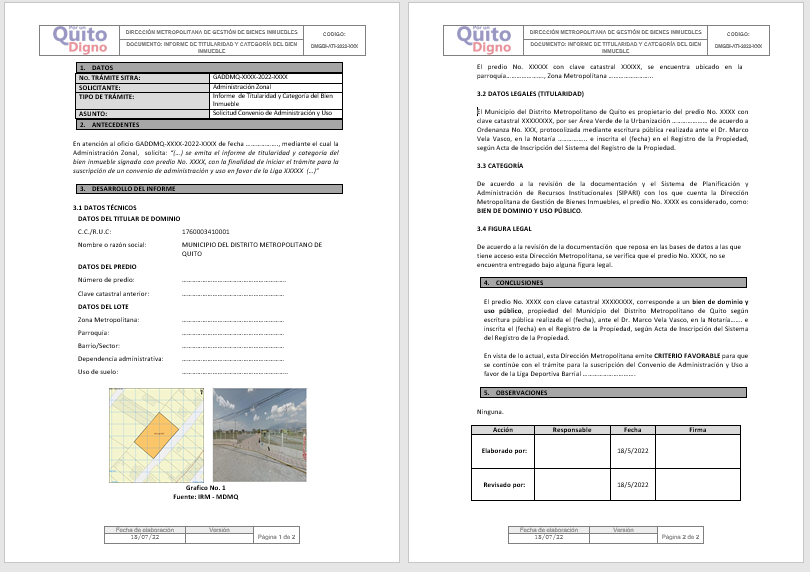 Por un
Quito
Digno
DIRECCIÓN METROPOLITANA DE GESTIÓN DE BIENES INMUEBLES
DOCUMENTO: INFORME DE TITULARIDAD Y CATEGORÍA DEL BIEN INMUEBLE
CODIGO:
DMGBI-ATI-2022-XXX
1. DATOS
No. TRÁMITE SITRA: GADDMQ-XXXX-2022-XXXX
SOLICITANTE: Administración Zonal
TIPO DE TRÁMITE: Informe de Titularidad y Categoría del Bien Inmueble
ASUNTO: Solicitud Convenio de Administración y Uso
2. ANTECEDENTES
En atención al oficio GADDMQ-XXXX-2022-XXXX de fecha ………………, mediante el cual la
Administración Zonal, solicita: "(…) se emita el informe de titularidad y categoría del
bien inmueble signado con predio No. XXXX, con la finalidad de iniciar el trámite para la
suscripción de un convenio de administración y uso en favor de la Liga XXXXX (…)"
3. DESARROLLO DEL INFORME
3.1 DATOS TÉCNICOS
DATOS DEL TITULAR DE DOMINIO
C.C./R.U.C: 1760003410001
Nombre o razón social: MUNICIPIO DEL DISTRITO METROPOLITANO DE
QUITO
DATOS DEL PREDIO
Número de predio: ……………………………………
Clave catastral anterior: ……………………………………
DATOS DEL LOTE
Zona Metropolitana: ……………………………………
Parroquia: ……………………………………
Barrio/Sector: ……………………………………
Dependencia administrativa: ……………………………………
Uso de suelo: ……………………………………
Grafico No. 1
Fuente: IRM - MDMQ
Fecha de elaboración Versión
18/07/22 Página 1 de 2
Por un
Quito
Digno
DIRECCIÓN METROPOLITANA DE GESTIÓN DE BIENES INMUEBLES
DOCUMENTO: INFORME DE TITULARIDAD Y CATEGORÍA DEL BIEN INMUEBLE
CODIGO:
DMGBI-ATI-2022-XXX
El predio No. XXXX con clave catastral XXXXX, se encuentra ubicado en la
parroquia……………, Zona Metropolitana ………………
3.2 DATOS LEGALES (TITULARIDAD)
El Municipio del Distrito Metropolitano de Quito es propietario del predio No. XXXX con
clave catastral XXXXXXXX, por ser Área Verde de la Urbanización ……………… de acuerdo a
Ordenanza No. XXX, protocolizada mediante escritura pública realizada ante el Dr. Marco
Vela Vasco, en la Notaría ………… e inscrita el (fecha) en el Registro de la Propiedad,
según Acta de Inscripción del Sistema del Registro de la Propiedad.
3.3 CATEGORÍA
De acuerdo a la revisión de la documentación y el Sistema de Planificación y
Administración de Recursos Institucionales (SIPARI) con los que cuenta la Dirección
Metropolitana de Gestión de Bienes Inmuebles, el predio No. XXXX es considerado, como:
BIEN DE DOMINIO Y USO PÚBLICO.
3.4 FIGURA LEGAL
De acuerdo a la revisión de la documentación que reposa en las bases de datos a las que
tiene acceso esta Dirección Metropolitana, se verifica que el predio No. XXXX, no se
encuentra entregado bajo alguna figura legal.
4. CONCLUSIONES
El predio No. XXXX con clave catastral XXXXXXXX, corresponde a un bien de dominio y
uso público, propiedad del Municipio del Distrito Metropolitano de Quito según
escritura pública realizada el (fecha), ante el Dr. Marco Vela Vasco, en la Notaría…… e
inscrita el (fecha) en el Registro de la Propiedad, según Acta de Inscripción del Sistema
del Registro de la Propiedad.
En vista de lo actual, esta Dirección Metropolitana emite CRITERIO FAVORABLE para que
se continúe con el trámite para la suscripción del Convenio de Administración y Uso a
favor de la Liga Deportiva Barrial …………………
5. OBSERVACIONES
Ninguna.
Acción Responsable Fecha Firma
Elaborado por: 18/5/2022
Revisado por: 18/5/2022
Fecha de elaboración Versión
18/07/22 Página 2 de 2